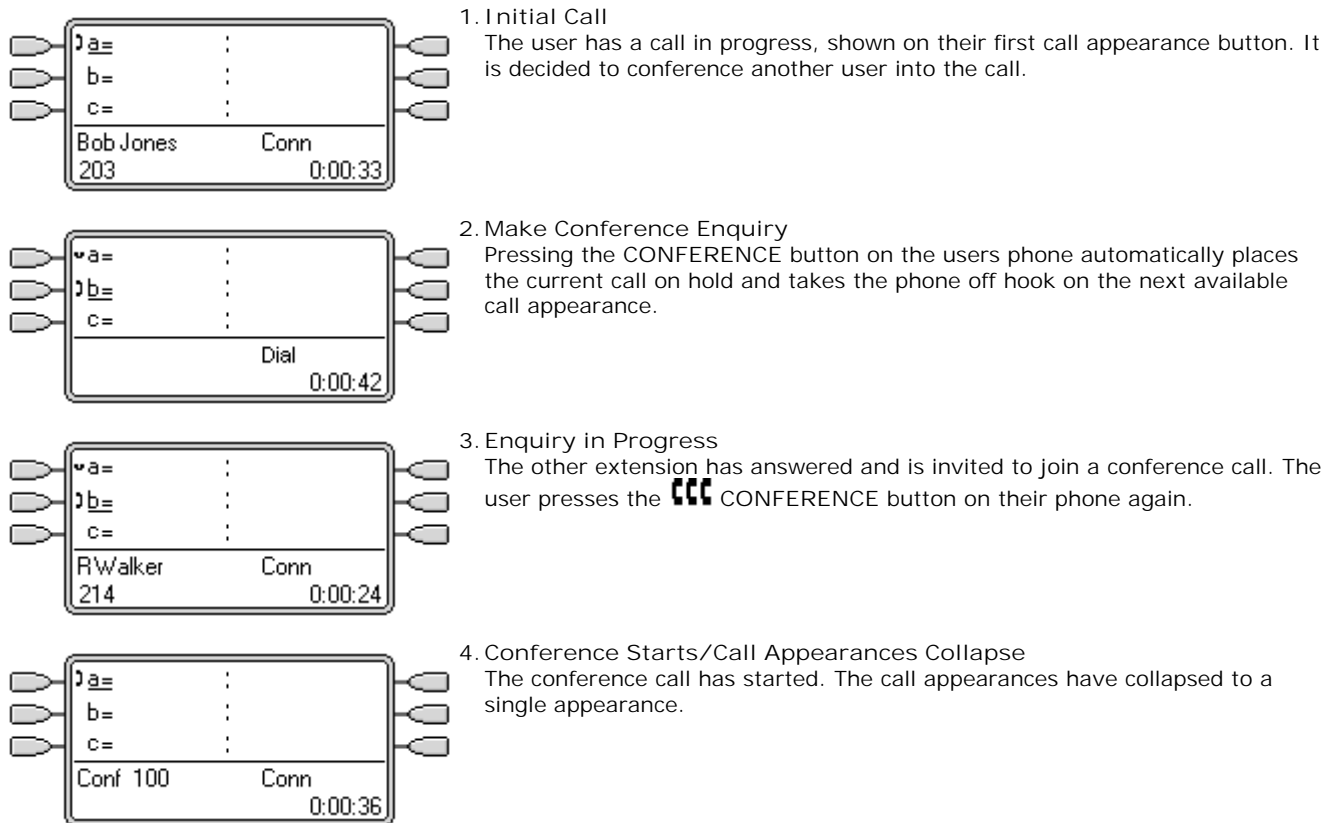 a=
b=
c=
Bob Jones Conn
203 0:00:33
1. Initial Call
The user has a call in progress, shown on their first call appearance button. It
is decided to conference another user into the call.
a=
b=
c=
Dial
0:00:42
2. Make Conference Enquiry
Pressing the CONFERENCE button on the users phone automatically places
the current call on hold and takes the phone off hook on the next available
call appearance.
a=
b=
c=
RWalker Conn
214 0:00:24
3. Enquiry in Progress
The other extension has answered and is invited to join a conference call. The
user presses the CONFERENCE button on their phone again.
a=
b=
c=
Conf 100 Conn
0:00:36
4. Conference Starts/Call Appearances Collapse
The conference call has started. The call appearances have collapsed to a
single appearance.